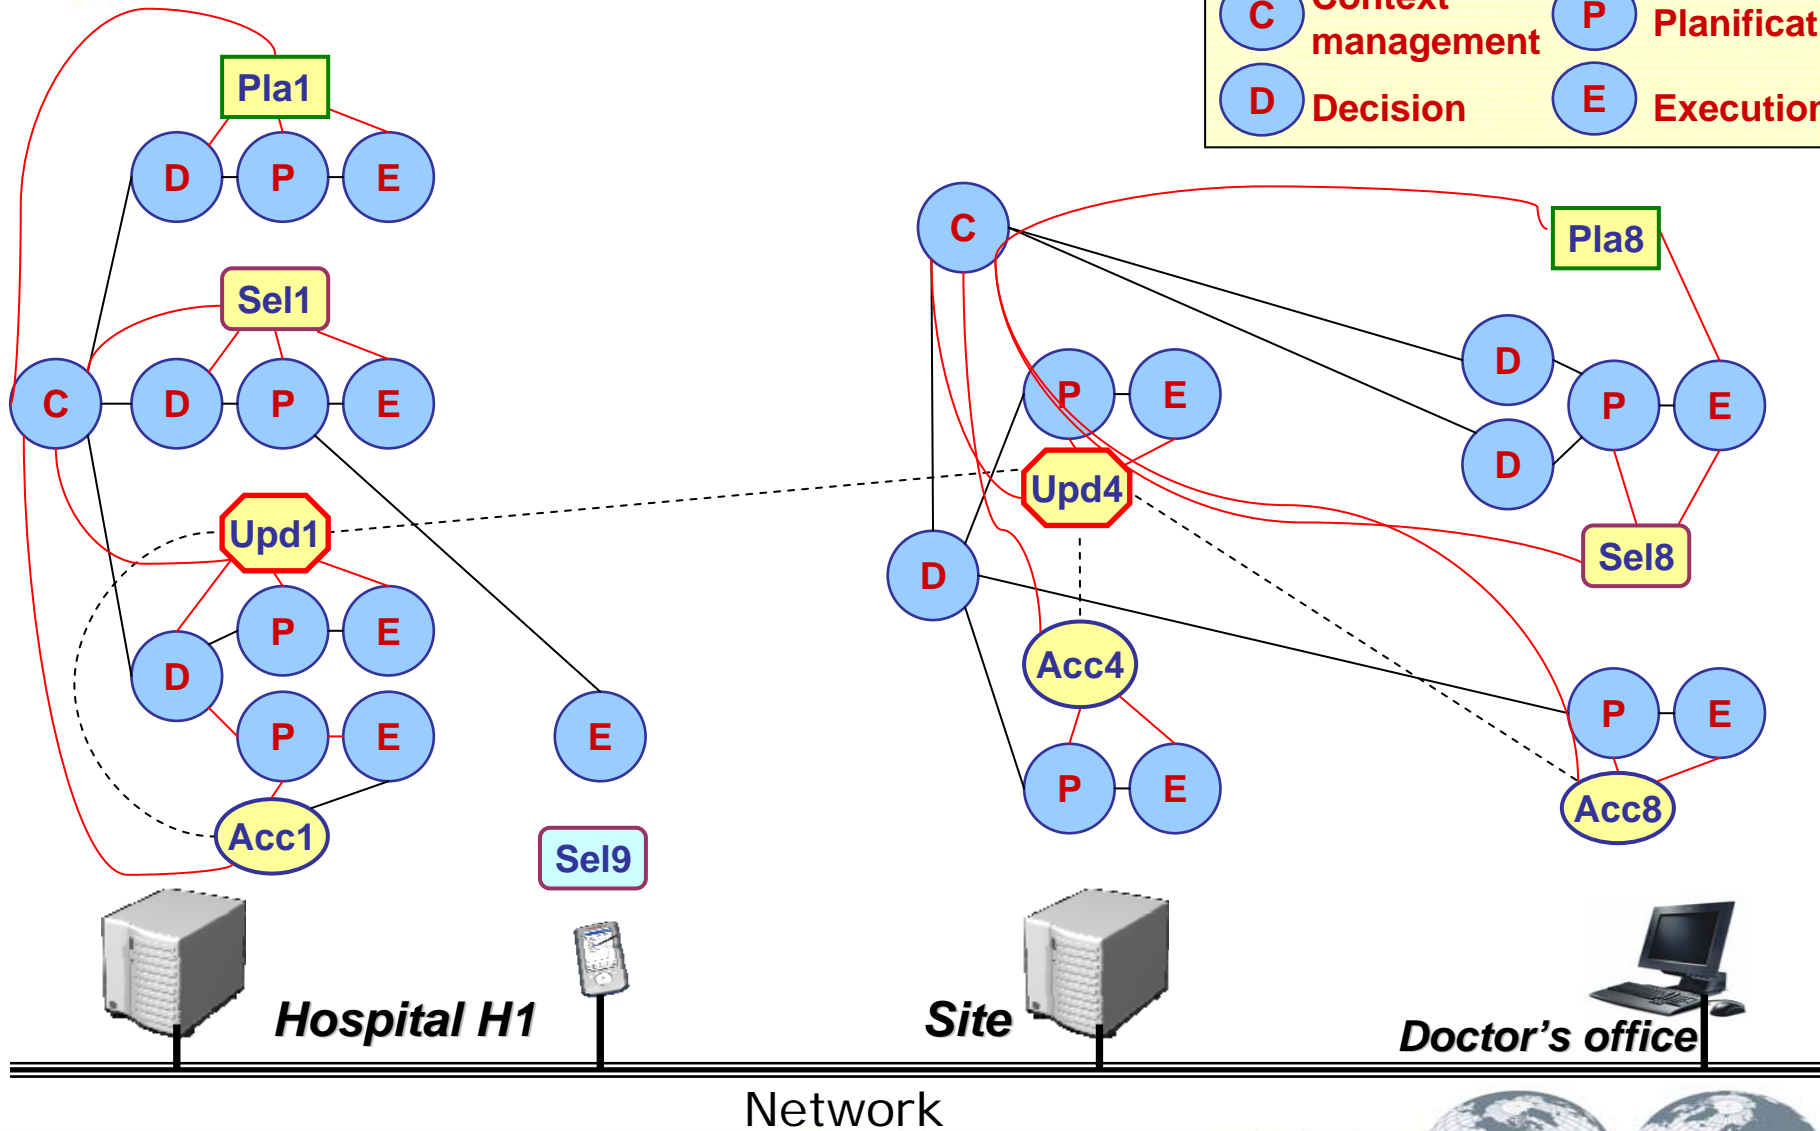 C Context management
P Planificat
D Decision
E Execution
Pla1
D P E
Sel1
C D P E
Upd1
P E
D
P E
Acc1
E
Sel9
C
P E
Upd4
D
Acc4
P E
Pla8
D
P E
D
Sel8
P E
Acc8
Hospital H1
Site
Doctor's office
Network